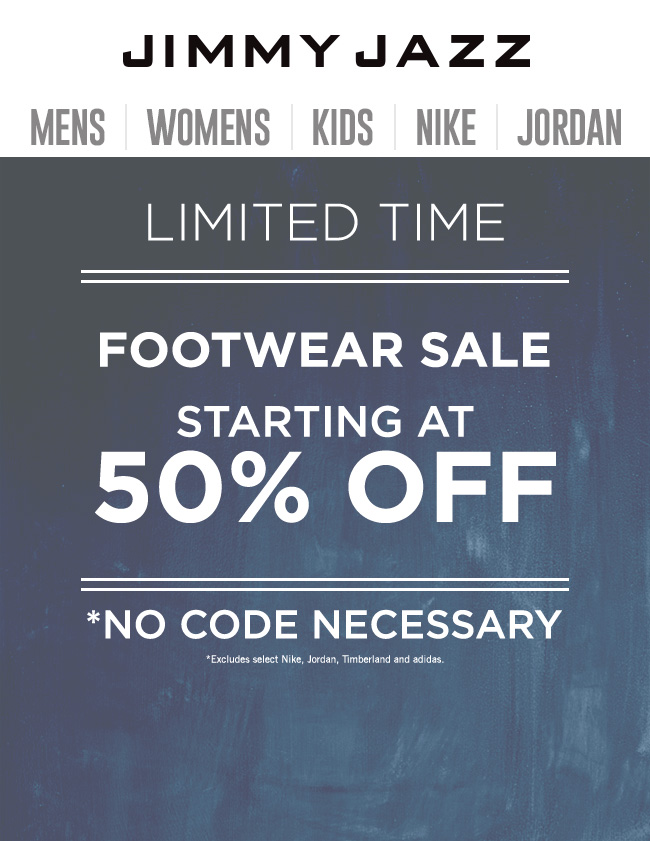 JIMMY JAZZ
MENS WOMENS KIDS NIKE JORDAN
LIMITED TIME
FOOTWEAR SALE
STARTING AT
50% OFF
*NO CODE NECESSARY
*Excludes select Nike, Jordan, Timberland and adidas.